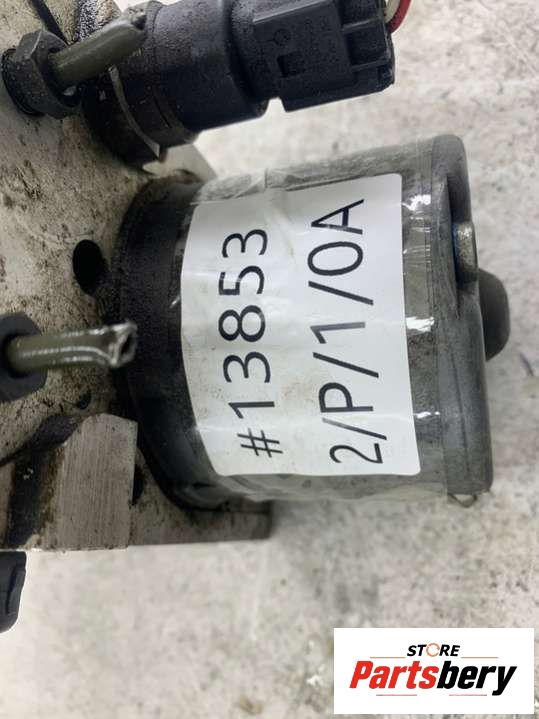 #13853
2/P/1/0A
STORE
Partsbery